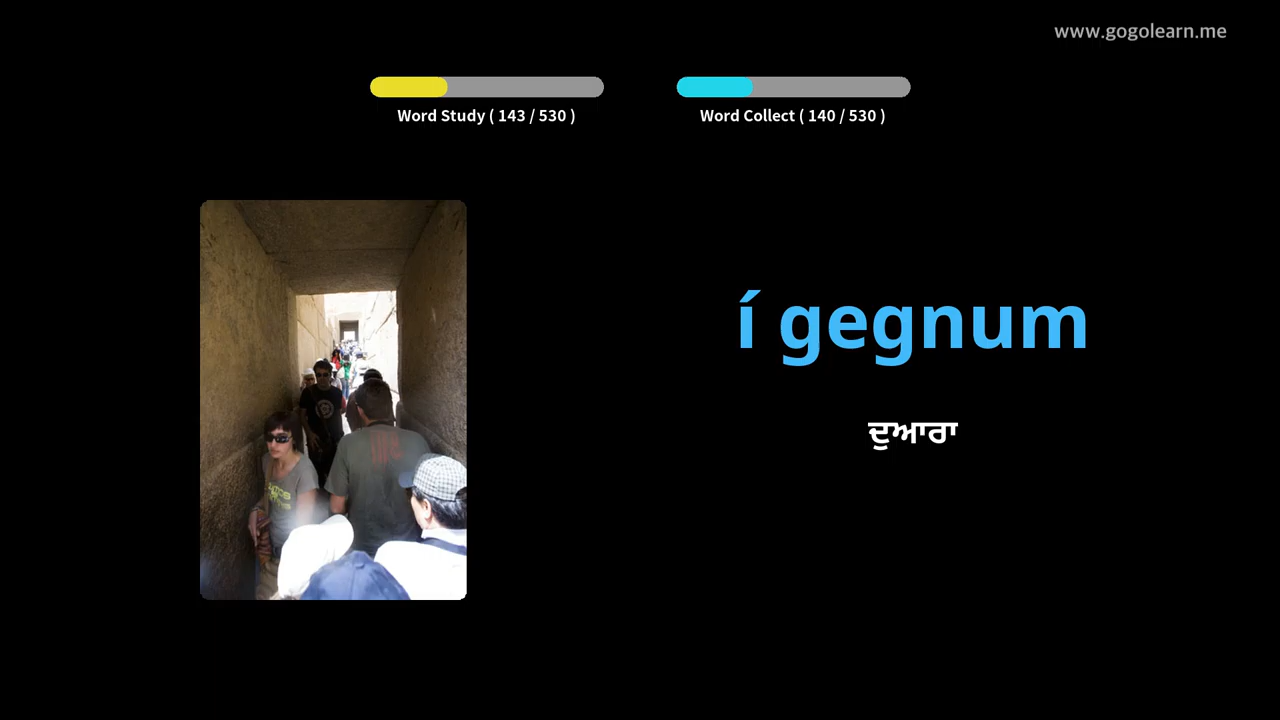 www.gogolearn.me
Word Study ( 143 / 530 )
Word Collect ( 140 / 530 )
í gegnum
ਦੁਆਰਾ